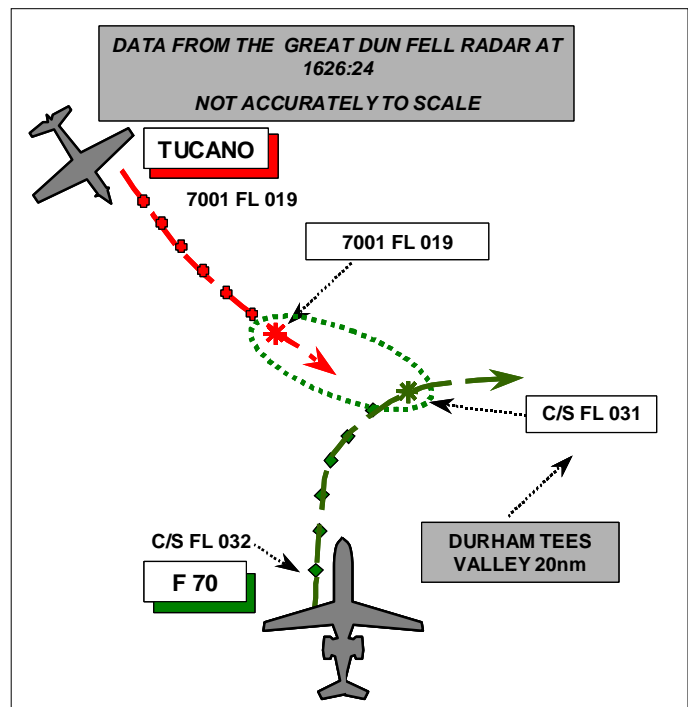 DATA FROM THE GREAT DUN FELL RADAR AT
1626:24
NOT ACCURATELY TO SCALE
TUCANO
7001 FL 019
7001 FL 019
C/S FL 031
C/S FL 032
DURHAM TEES
VALLEY 20nm
F 70